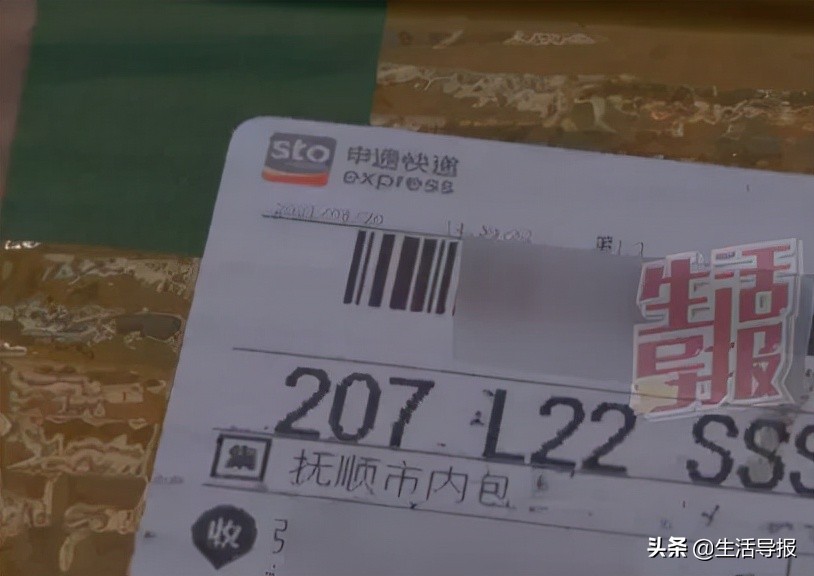 sto 申通快递
express
生活
导报
207 L22 SSS
集 抚顺市内包
收
头条 @生活导报